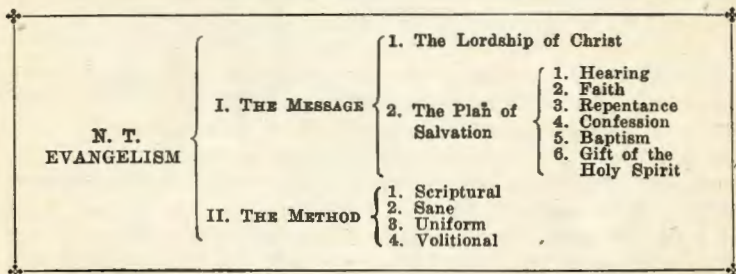 N. T.
EVANGELISM
I. THE MESSAGE
1. The Lordship of Christ
2. The Plan of
Salvation
1. Hearing
2. Faith
3. Repentance
4. Confession
5. Baptism
6. Gift of the
Holy Spirit
II. THE METHOD
1. Scriptural
2. Sane
3. Uniform
4. Volitional